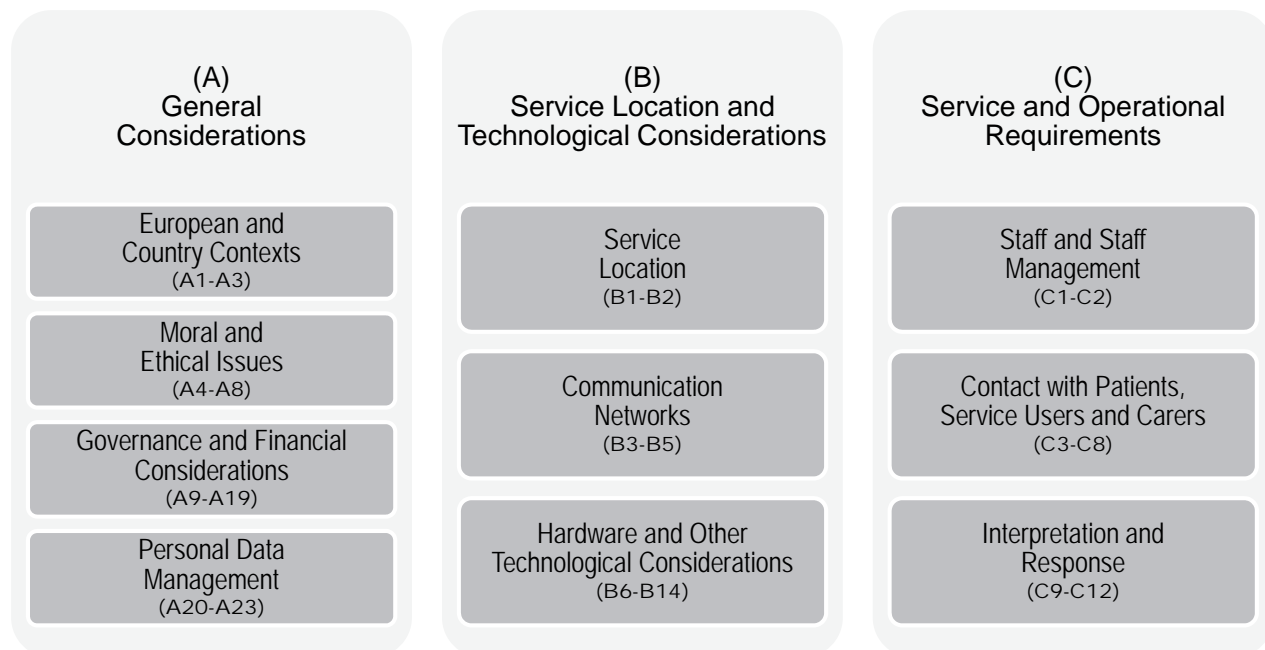 (A)
General
Considerations
European and
Country Contexts
(A1-A3)
Moral and
Ethical Issues
(A4-A8)
Governance and Financial
Considerations
(A9-A19)
Personal Data
Management
(A20-A23)
(B)
Service Location and
Technological Considerations
Service
Location
(B1-B2)
Communication
Networks
(B3-B5)
Hardware and Other
Technological Considerations
(B6-B14)
(C)
Service and Operational
Requirements
Staff and Staff
Management
(C1-C2)
Contact with Patients,
Service Users and Carers
(C3-C8)
Interpretation and
Response
(C9-C12)